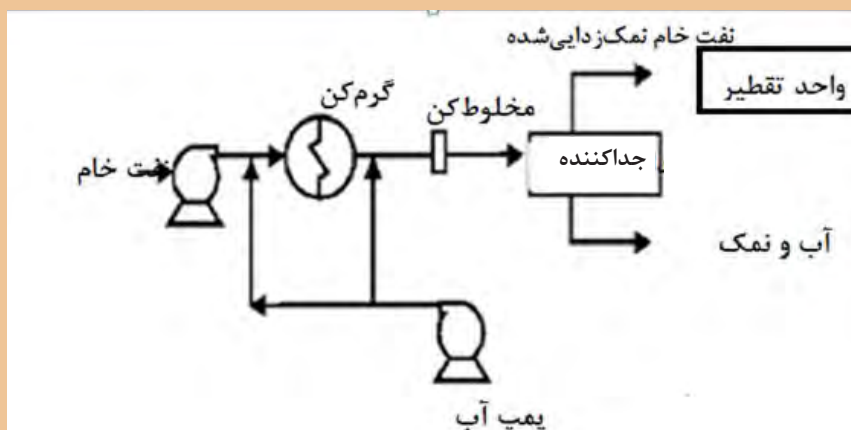 نفت خام نمک‌زدایی‌شده
واحد تقطیر
گرم‌کن
مخلوط‌کن
جداکننده
نفت خام
آب و نمک
پمپ آب